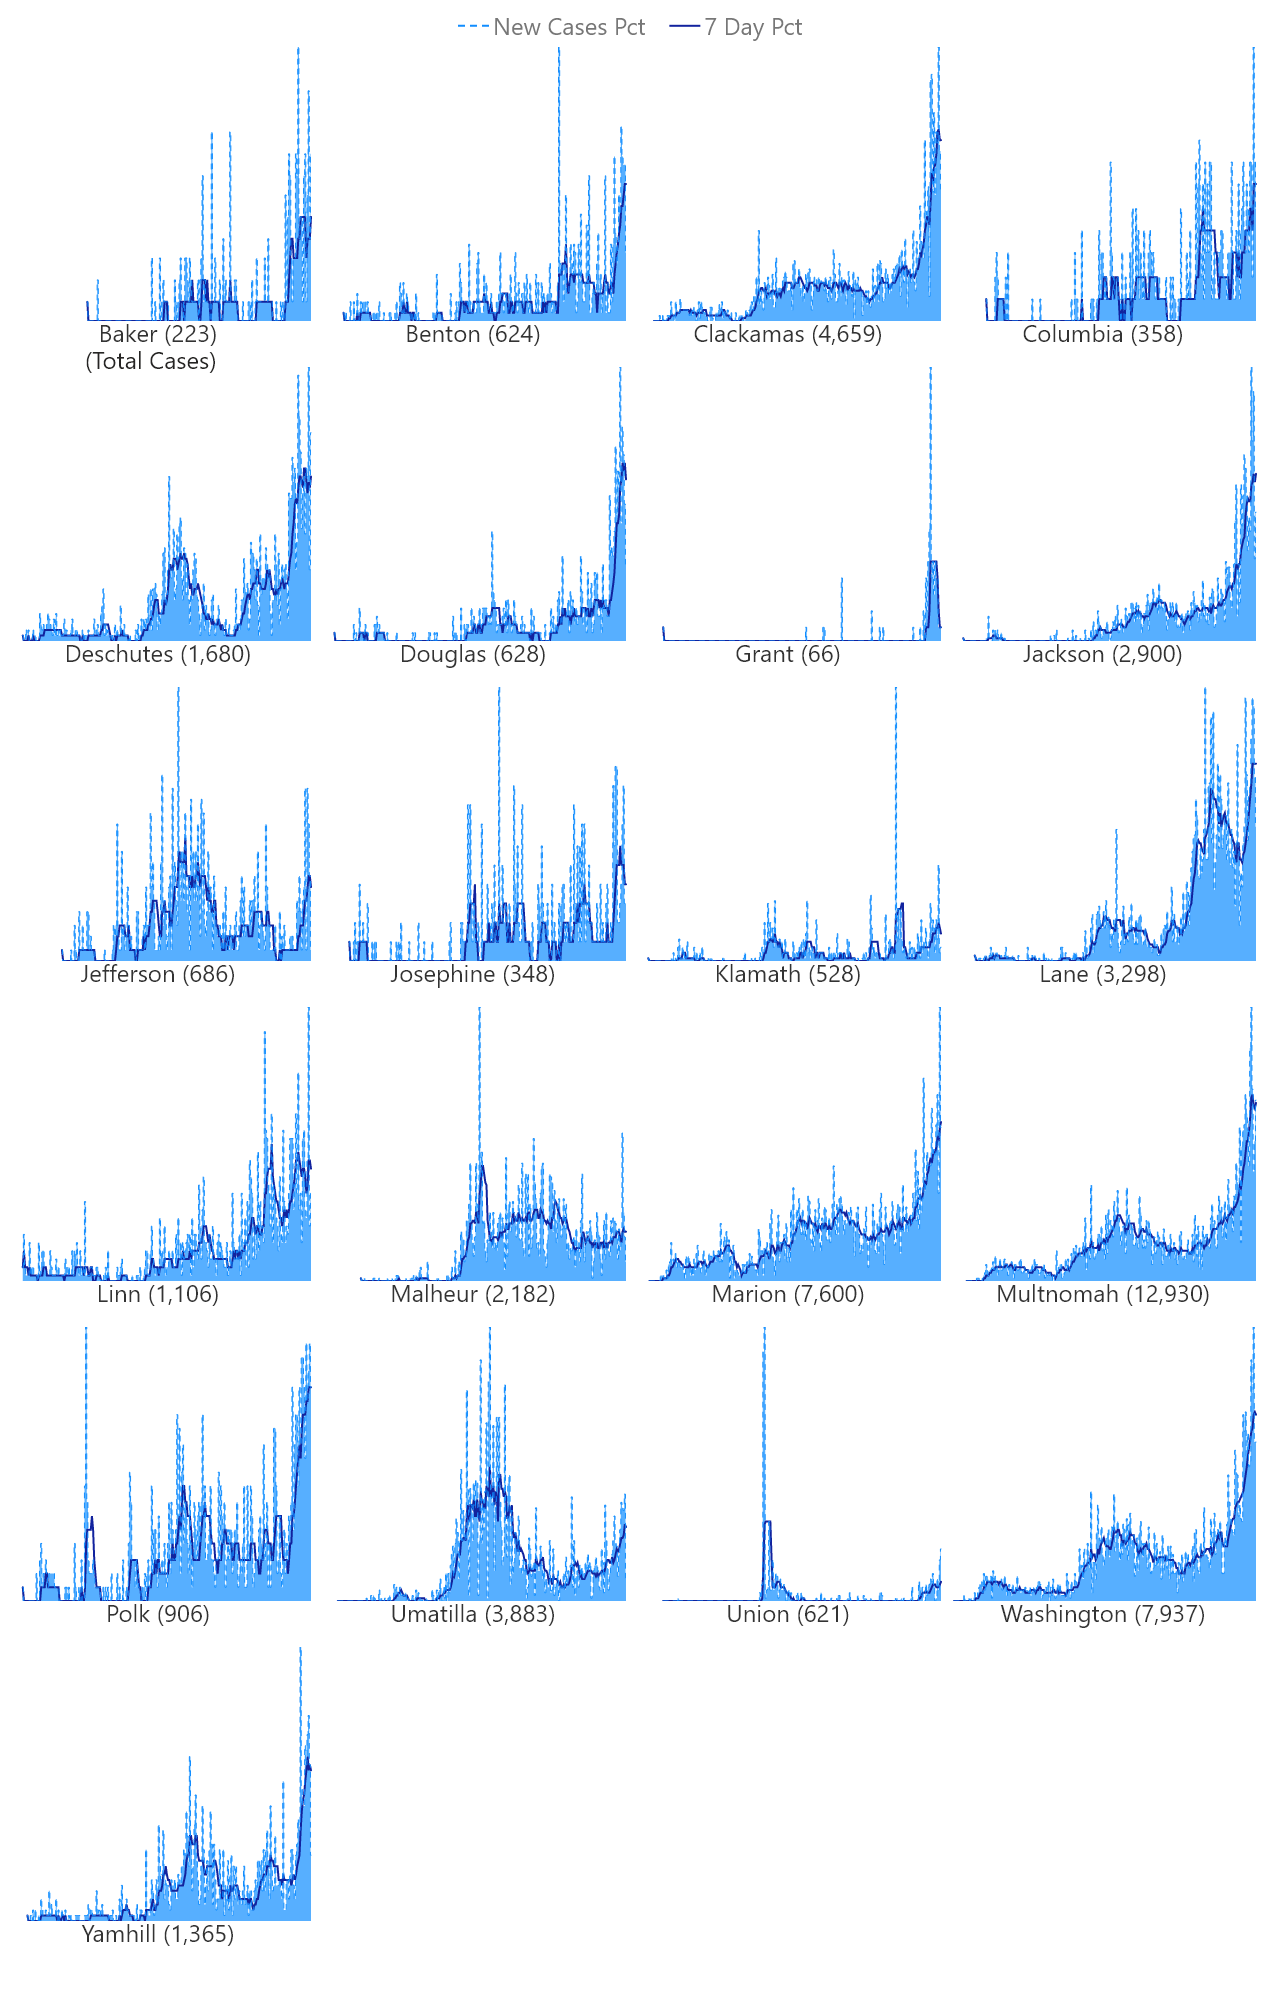 New Cases Pct 7 Day Pct
Baker (223)
(Total Cases)
Benton (624)
Clackamas (4,659)
Columbia (358)
Deschutes (1,680)
Douglas (628)
Grant (66)
Jackson (2,900)
Jefferson (686)
Josephine (348)
Klamath (528)
Lane (3,298)
Linn (1,106)
Malheur (2,182)
Marion (7,600)
Multnomah (12,930)
Polk (906)
Umatilla (3,883)
Union (621)
Washington (7,937)
Yamhill (1,365)